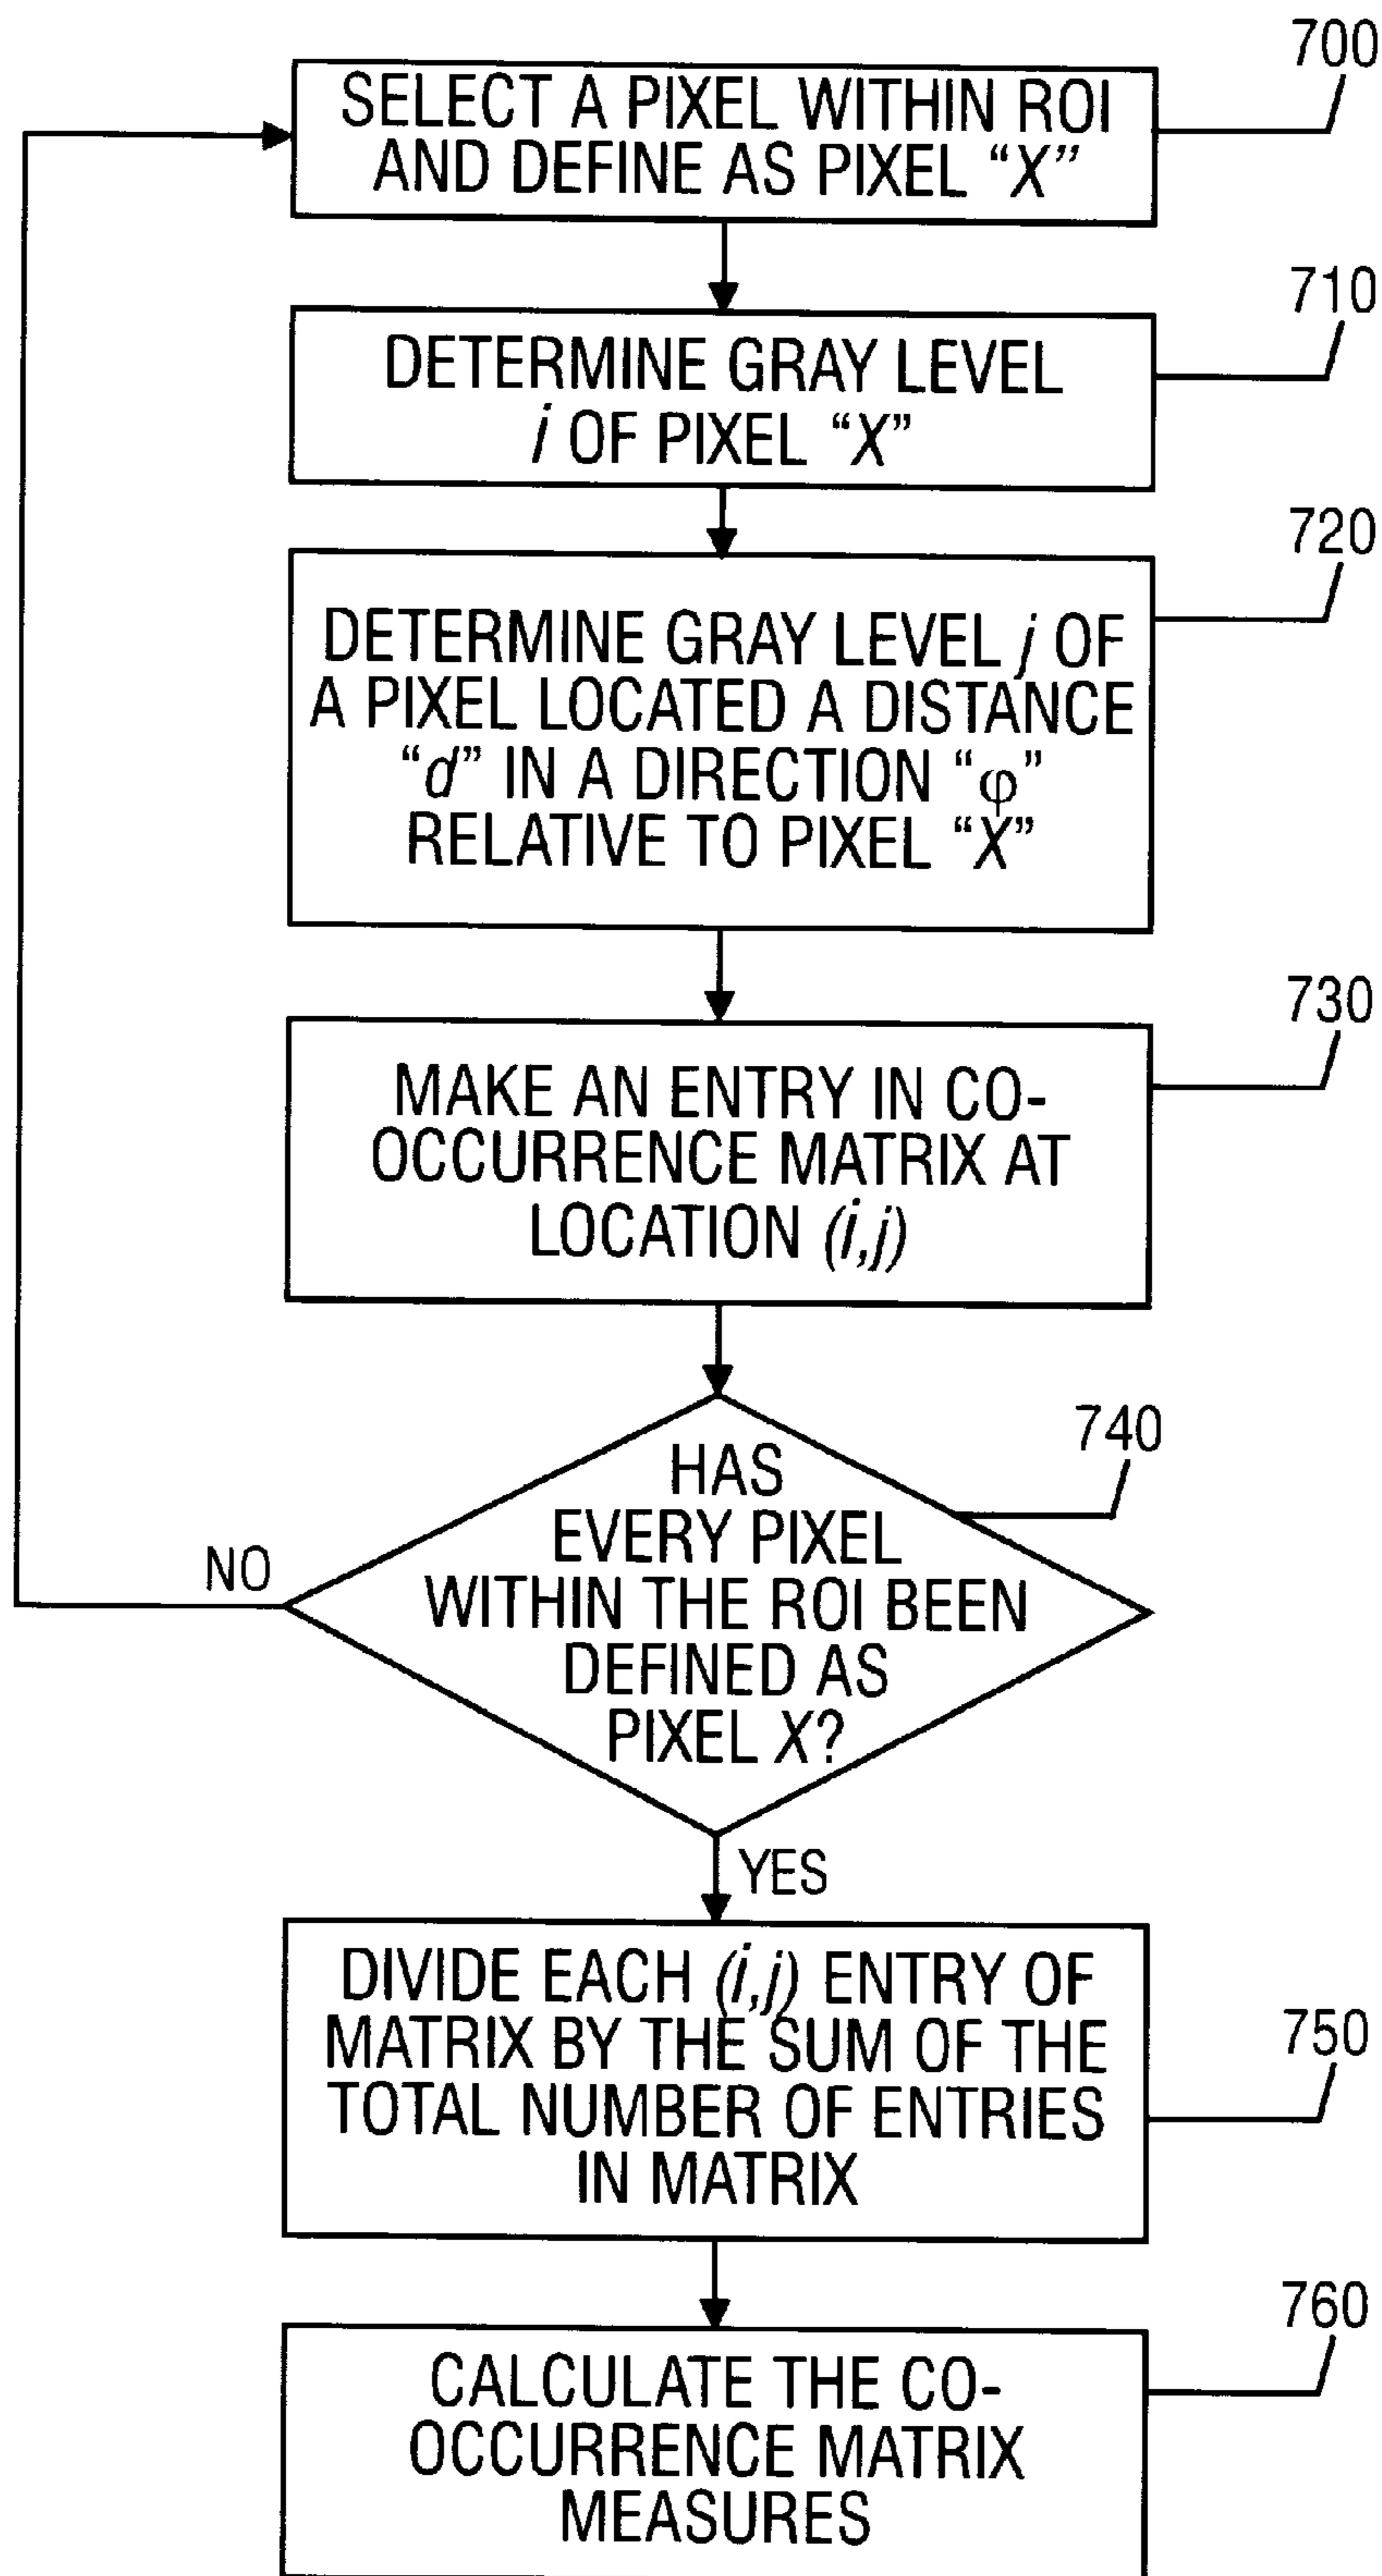 700
SELECT A PIXEL WITHIN ROI
AND DEFINE AS PIXEL “X”
710
DETERMINE GRAY LEVEL
i OF PIXEL “X”
720
DETERMINE GRAY LEVEL j OF
A PIXEL LOCATED A DISTANCE
“d” IN A DIRECTION “φ”
RELATIVE TO PIXEL “X”
730
MAKE AN ENTRY IN CO-
OCCURRENCE MATRIX AT
LOCATION (i,j)
740
HAS
EVERY PIXEL
WITHIN THE ROI BEEN
DEFINED AS
PIXEL X?
NO
YES
DIVIDE EACH (i,j) ENTRY OF
MATRIX BY THE SUM OF THE
TOTAL NUMBER OF ENTRIES
IN MATRIX
750
760
CALCULATE THE CO-
OCCURRENCE MATRIX
MEASURES